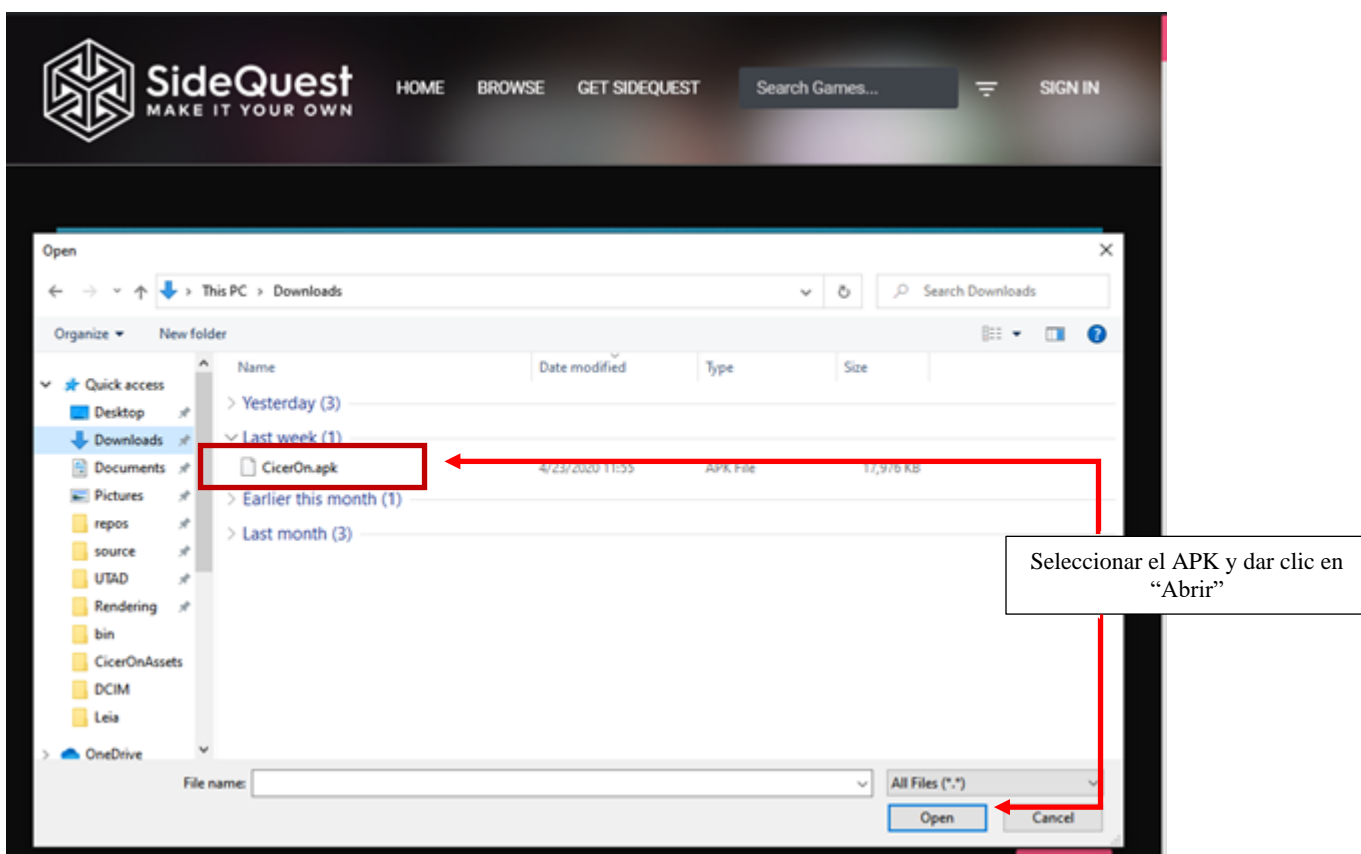 SideQuest
MAKE IT YOUR OWN
HOME BROWSE GET SIDEQUEST Search Games... SIGN IN
Open
This PC > Downloads Search Downloads
Organize New folder
Name Date modified Type Size
Quick access
Yesterday (3)
Desktop
Last week (1)
Downloads
CicerOn.apk 4/23/2020 11:55 APK File 17,976 KB
Documents
Earlier this month (1)
Pictures
repos
Last month (3)
source
UTAD
Rendering
bin
CicerOnAssets
DCIM
Leia
OneDrive
Seleccionar el APK y dar clic en
“Abrir”
File name: All Files (*.*)
Open Cancel